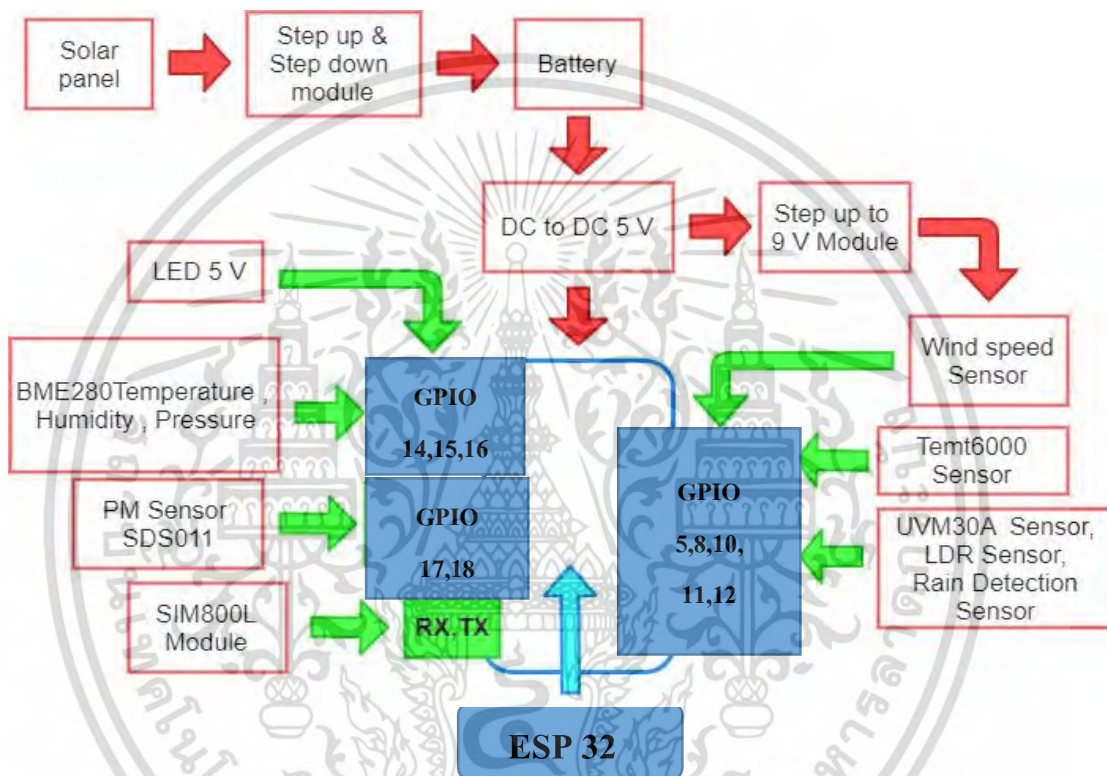 Solar
panel
Step up &
Step down
module
Battery
DC to DC 5 V
Step up to
9 V Module
LED 5 V
Wind speed
Sensor
BME280Temperature ,
Humidity , Pressure
GPIO
14,15,16
Temt6000
Sensor
PM Sensor
SDS011
GPIO
17,18
GPIO
5,8,10,
11,12
UVM30A Sensor,
LDR Sensor,
Rain Detection
Sensor
SIM800L
Module
RX,TX
ESP 32